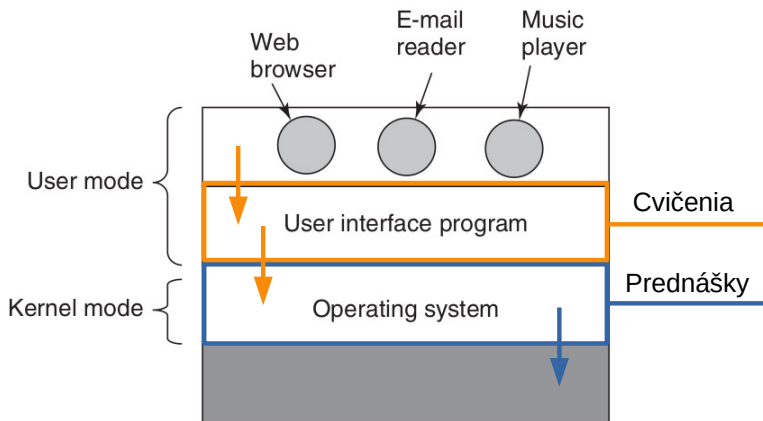 Web
browser
E-mail
reader
Music
player
User mode
User interface program
Cvičenia
Kernel mode
Operating system
Prednášky